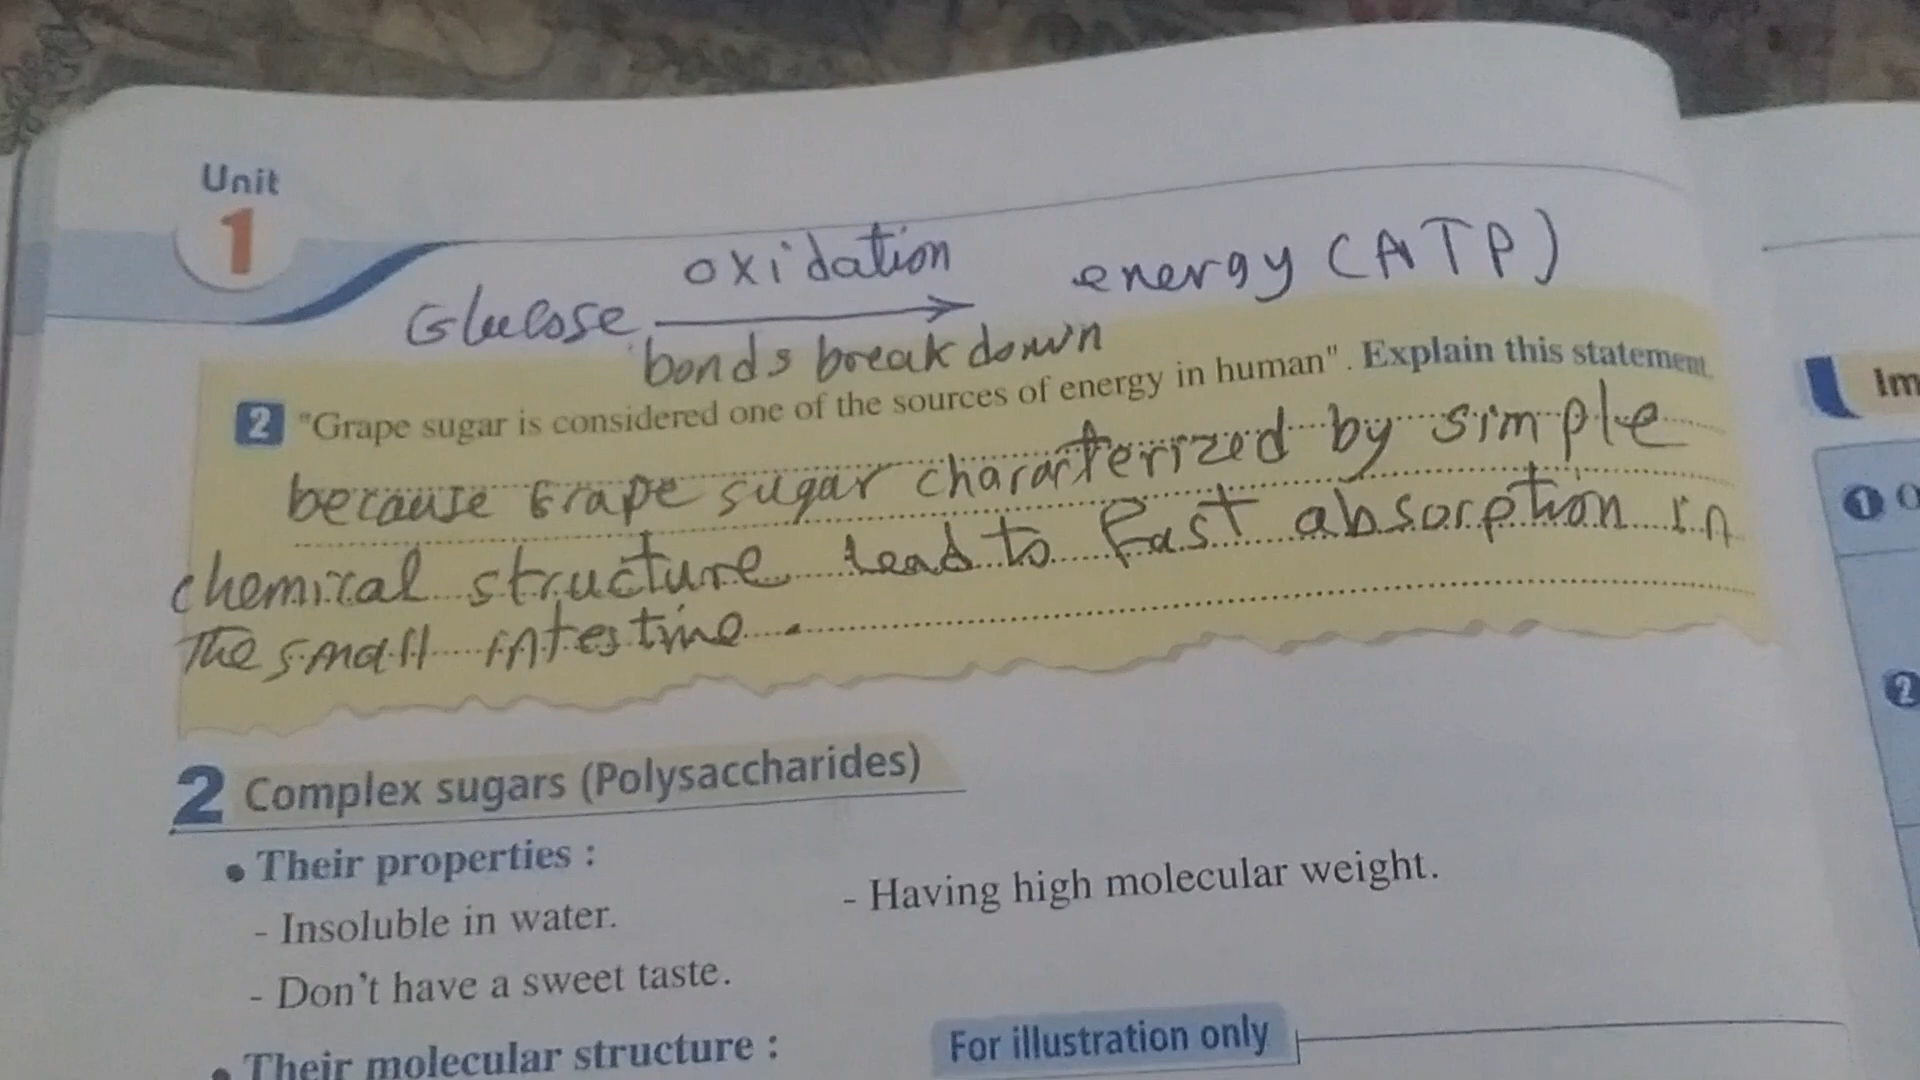 Unit
1
Glucose oxidation energy (ATP)
bonds break down
2 "Grape sugar is considered one of the sources of energy in human". Explain this statement.
because Grape sugar characterized by simple
chemical structure lead to fast absorption in
The small intestine.
2 Complex sugars (Polysaccharides)
• Their properties :
- Insoluble in water.
- Having high molecular weight.
- Don't have a sweet taste.
• Their molecular structure :
For illustration only
1
2